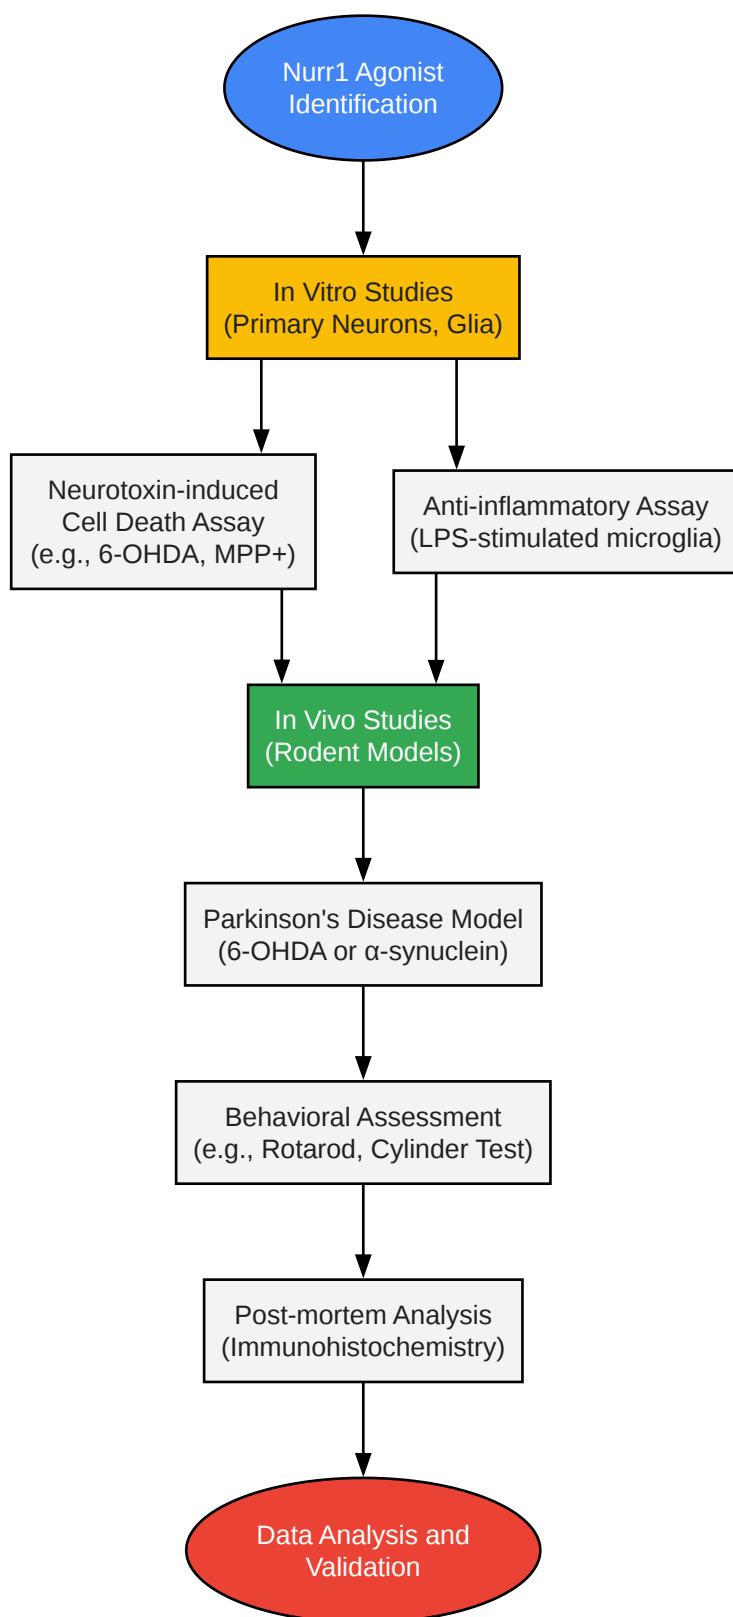 Nurr1 Agonist
Identification
In Vitro Studies
(Primary Neurons, Glia)
Neurotoxin-induced
Cell Death Assay
(e.g., 6-OHDA, MPP+)
Anti-inflammatory Assay
(LPS-stimulated microglia)
In Vivo Studies
(Rodent Models)
Parkinson's Disease Model
(6-OHDA or α-synuclein)
Behavioral Assessment
(e.g., Rotarod, Cylinder Test)
Post-mortem Analysis
(Immunohistochemistry)
Data Analysis and
Validation